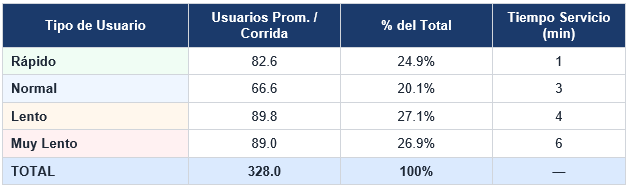 Tipo de Usuario Usuarios Prom. / Corrida % del Total Tiempo Servicio (min)
Rápido 82.6 24.9% 1
Normal 66.6 20.1% 3
Lento 89.8 27.1% 4
Muy Lento 89.0 26.9% 6
TOTAL 328.0 100% —